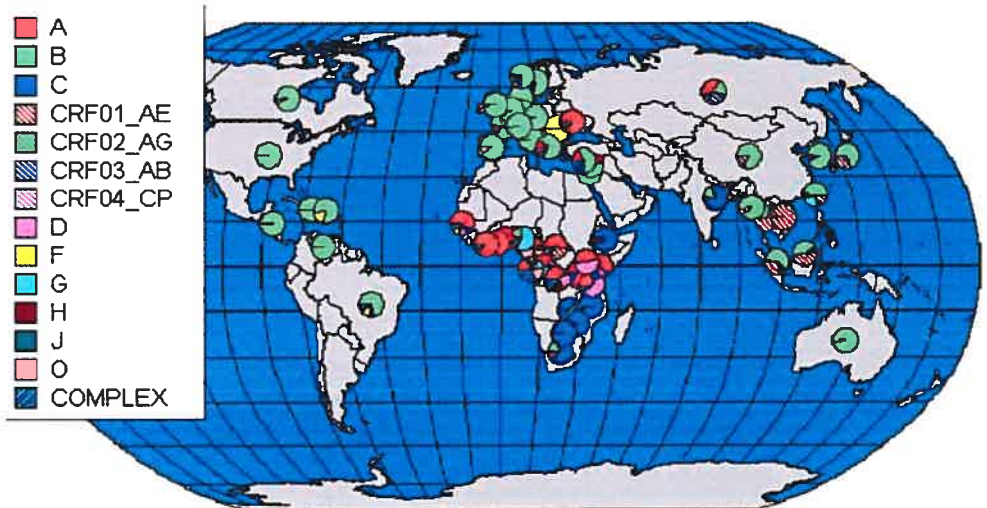 A
B
C
CRF01_AE
CRF02_AG
CRF03_AB
CRF04_CP
D
F
G
H
J
O
COMPLEX